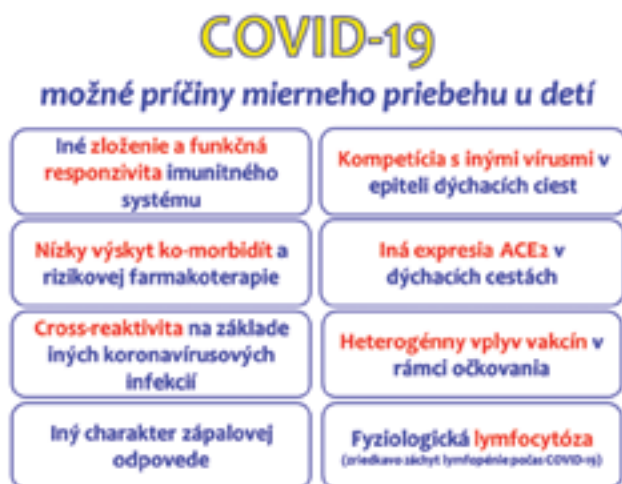 COVID-19
možné príčiny mierneho priebehu u detí
Iné zloženie a funkčná
responzivita imunitného
systému
Kompetícia s inými vírusmi v
epiteli dýchacích ciest
Nízky výskyt ko-morbidít a
rizikovej farmakoterapie
Iná expresia ACE2 v
dýchacích cestách
Cross-reaktivita na základe
iných koronavírusových
infekcií
Heterogénny vplyv vakcín v
rámci očkovania
Iný charakter zápalovej
odpovede
Fyziologická lymfocytóza
(zriedkavo záchyt lymfopénie počas COVID-19)